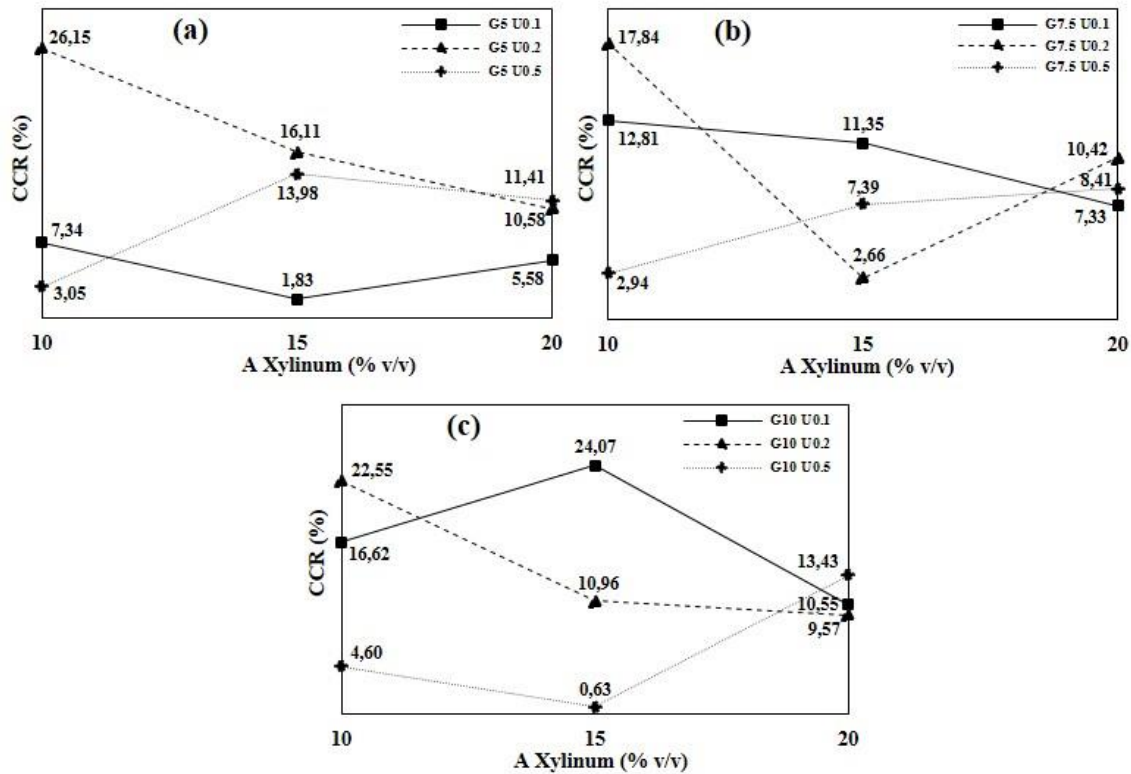 (a)
G5 U0.1
G5 U0.2
G5 U0.5
26,15
16,11
13,98
11,41
10,58
7,34
3,05
1,83
5,58
CCR (%)
10 15 20
A Xylinum (% v/v)
(b)
G7.5 U0.1
G7.5 U0.2
G7.5 U0.5
17,84
12,81
11,35
10,42
8,41
7,39
7,33
2,94
2,66
CCR (%)
10 15 20
A Xylinum (% v/v)
(c)
G10 U0.1
G10 U0.2
G10 U0.5
22,55
24,07
16,62
13,43
10,96
10,55
9,57
4,60
0,63
CCR (%)
10 15 20
A Xylinum (% v/v)